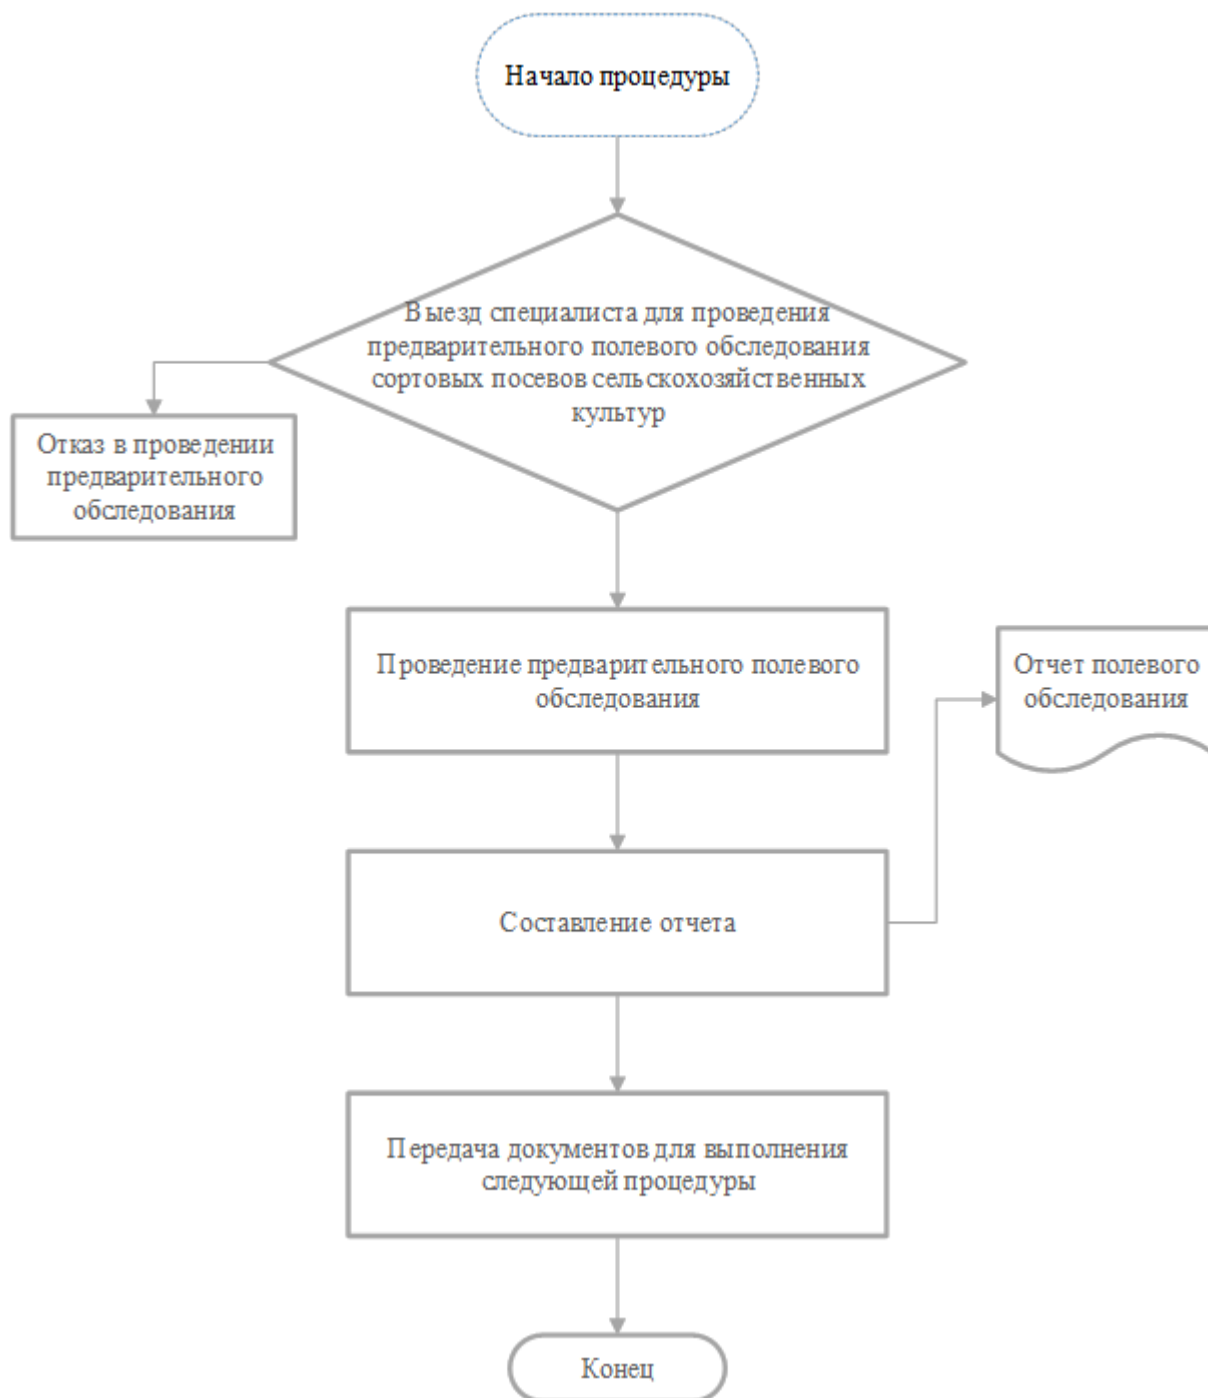 Начало процедуры
Выезд специалиста для проведения
предварительного полевого обследования
сортовых посевов сельскохозяйственных
культур
Отказ в проведении
предварительного
обследования
Проведение предварительного полевого
обследования
Отчет полевого
обследования
Составление отчета
Передача документов для выполнения
следующей процедуры
Конец